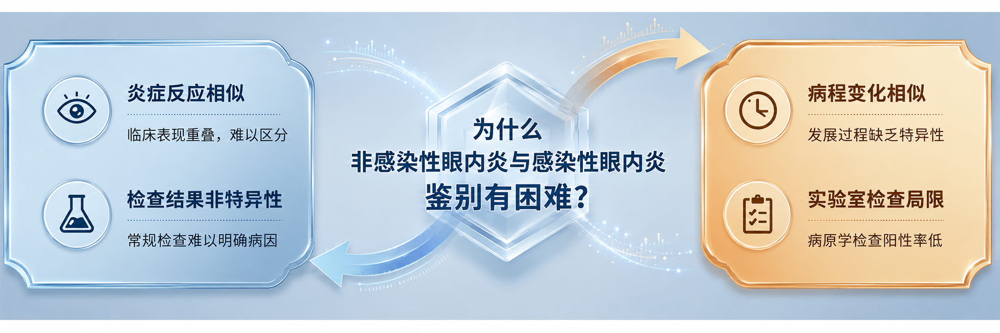 炎症反应相似
临床表现重叠，难以区分
检查结果非特异性
常规检查难以明确病因
为什么
非感染性眼内炎与感染性眼内炎
鉴别有困难？
病程变化相似
发展过程缺乏特异性
实验室检查局限
病原学检查阳性率低